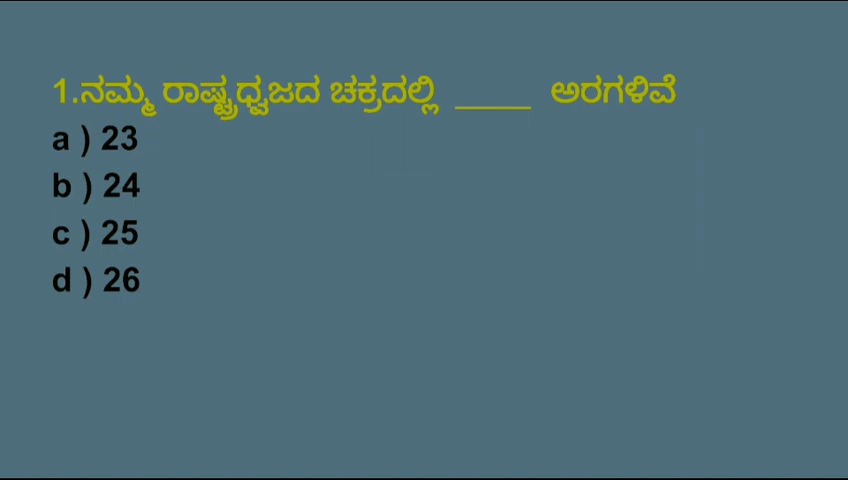 1.ನಮ್ಮ ರಾಷ್ಟ್ರಧ್ವಜದ ಚಕ್ರದಲ್ಲಿ ____ ಅರಗಳಿವೆ
a ) 23
b ) 24
c ) 25
d ) 26